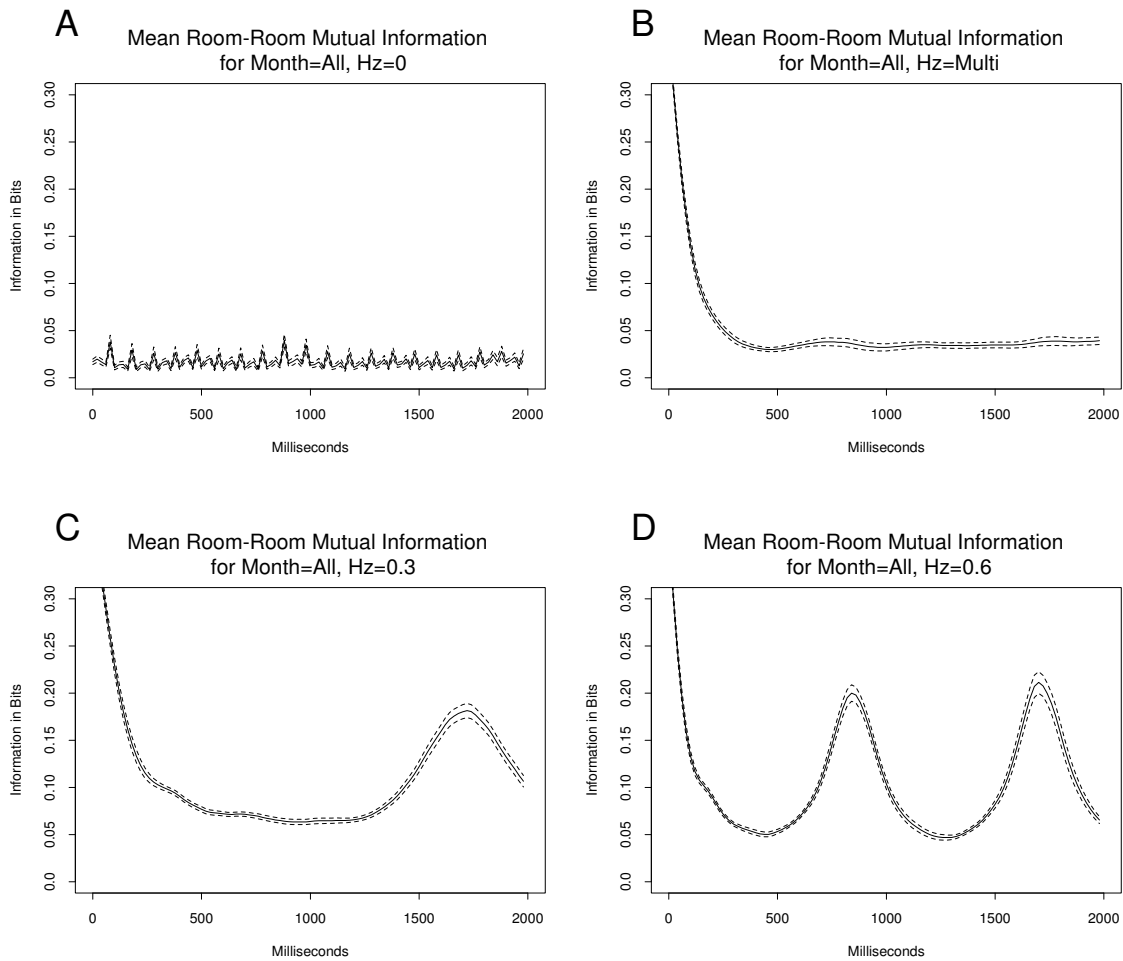 A
Mean Room-Room Mutual Information
for Month=All, Hz=0
Information in Bits
0.30
0.25
0.20
0.15
0.10
0.05
0.0
0 500 1000 1500 2000
Milliseconds
B
Mean Room-Room Mutual Information
for Month=All, Hz=Multi
Information in Bits
0.30
0.25
0.20
0.15
0.10
0.05
0.0
0 500 1000 1500 2000
Milliseconds
C
Mean Room-Room Mutual Information
for Month=All, Hz=0.3
Information in Bits
0.30
0.25
0.20
0.15
0.10
0.05
0.0
0 500 1000 1500 2000
Milliseconds
D
Mean Room-Room Mutual Information
for Month=All, Hz=0.6
Information in Bits
0.30
0.25
0.20
0.15
0.10
0.05
0.0
0 500 1000 1500 2000
Milliseconds